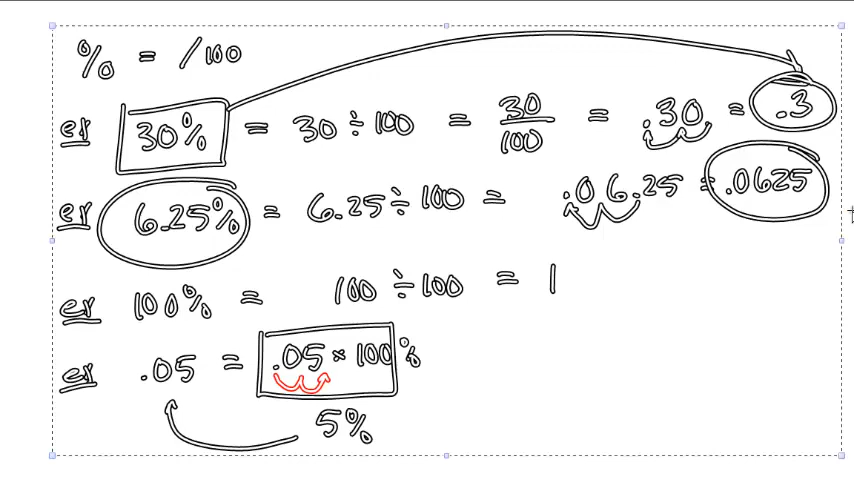 % = /100
ex 30% = 30 ÷ 100 = 30/100 = .30 = .3
ex 6.25% = 6.25 ÷ 100 = .06.25 = .0625
ex 100% = 100 ÷ 100 = 1
ex .05 = .05 × 100%
5%